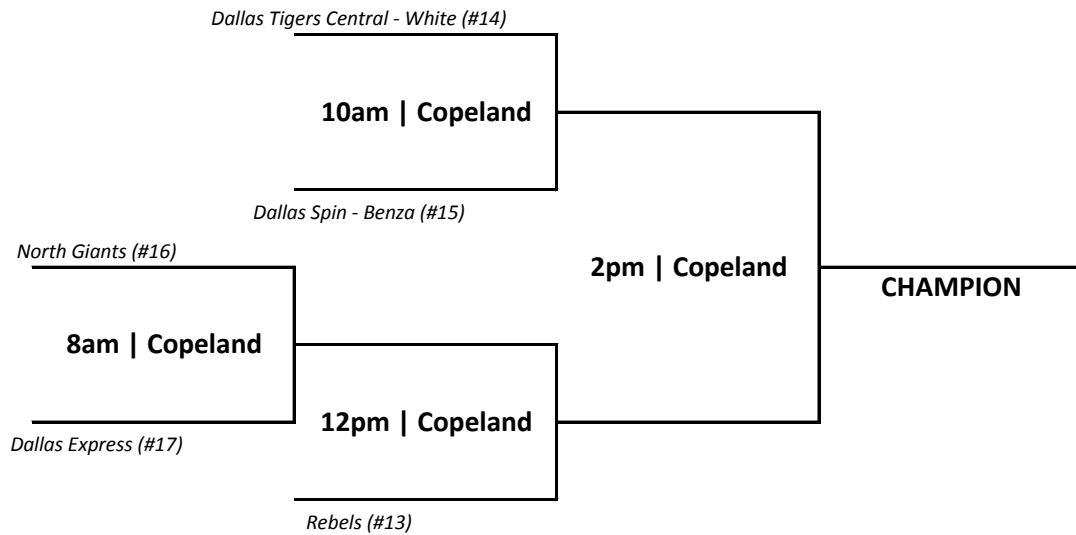 Dallas Tigers Central - White (#14)
10am | Copeland
Dallas Spin - Benza (#15)
North Giants (#16)
2pm | Copeland
CHAMPION
8am | Copeland
12pm | Copeland
Dallas Express (#17)
Rebels (#13)